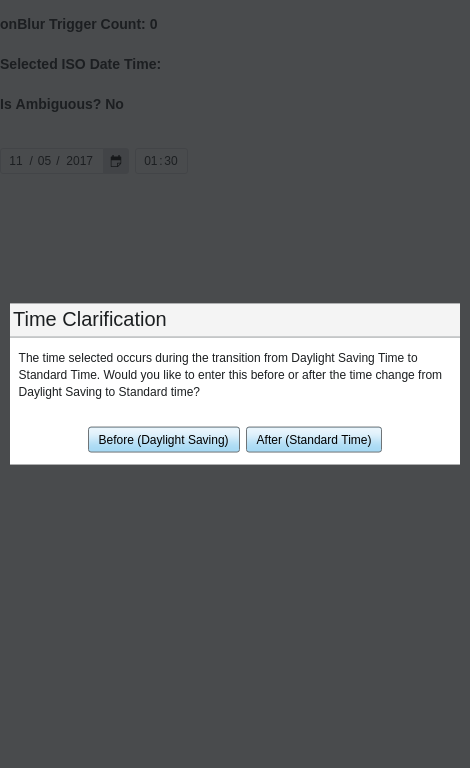 onBlur Trigger Count: 0
Selected ISO Date Time:
Is Ambiguous? No
11 / 05 / 2017 01:30
Time Clarification
The time selected occurs during the transition from Daylight Saving Time to
Standard Time. Would you like to enter this before or after the time change from
Daylight Saving to Standard time?
Before (Daylight Saving) After (Standard Time)